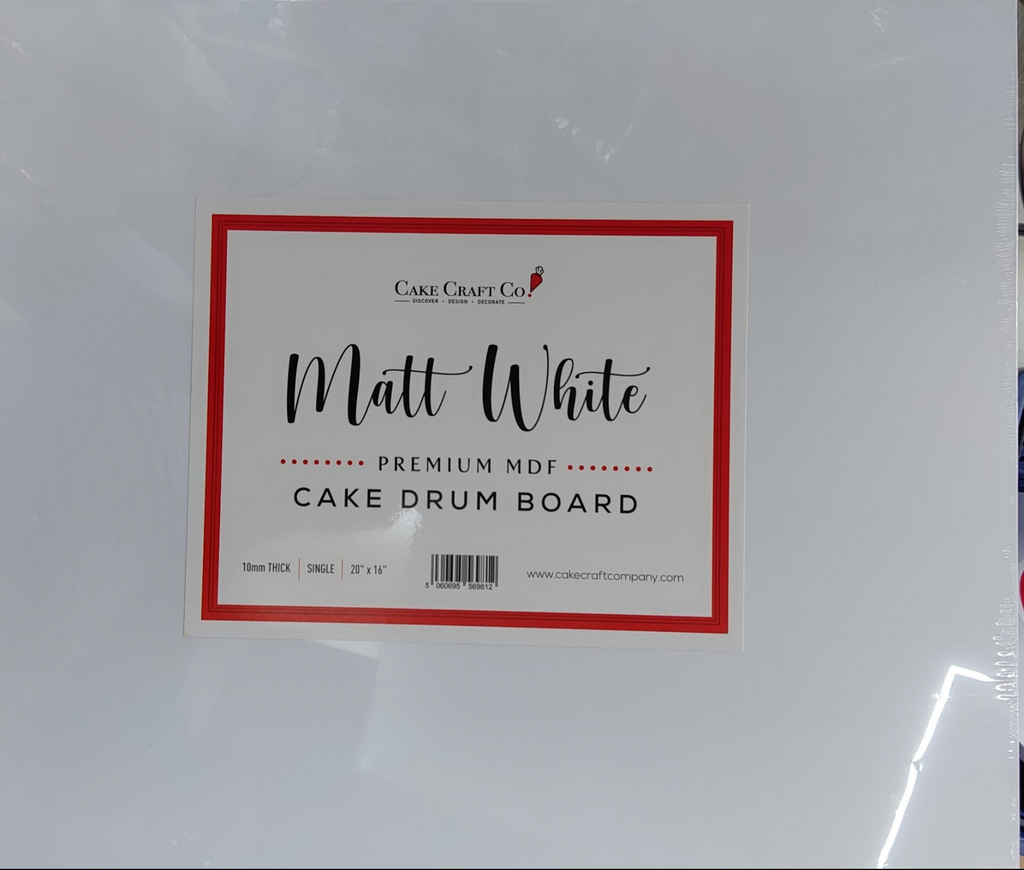 CAKE CRAFT CO!
DISCOVER • DESIGN • DECORATE
Matt White
PREMIUM MDF
CAKE DRUM BOARD
10mm THICK | SINGLE | 20" x 16"
5 060695 569812
www.cakecraftcompany.com